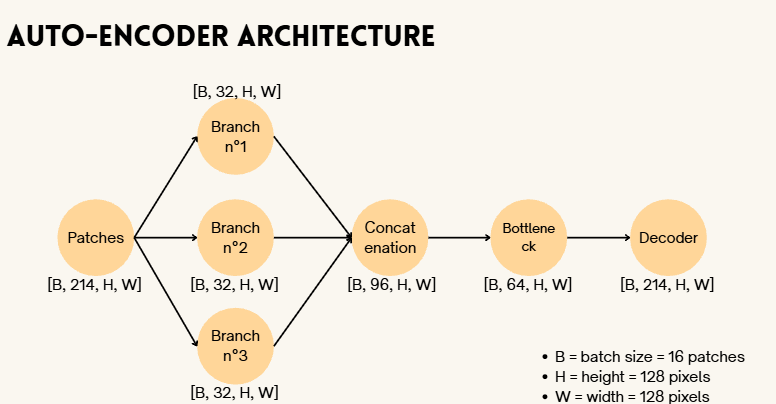 AUTO-ENCODER ARCHITECTURE
[B, 32, H, W]
Branch
n°1
Patches
[B, 214, H, W]
Branch
n°2
[B, 32, H, W]
Branch
n°3
[B, 32, H, W]
Concat
enation
[B, 96, H, W]
Bottlene
ck
[B, 64, H, W]
Decoder
[B, 214, H, W]
• B = batch size = 16 patches
• H = height = 128 pixels
• W = width = 128 pixels